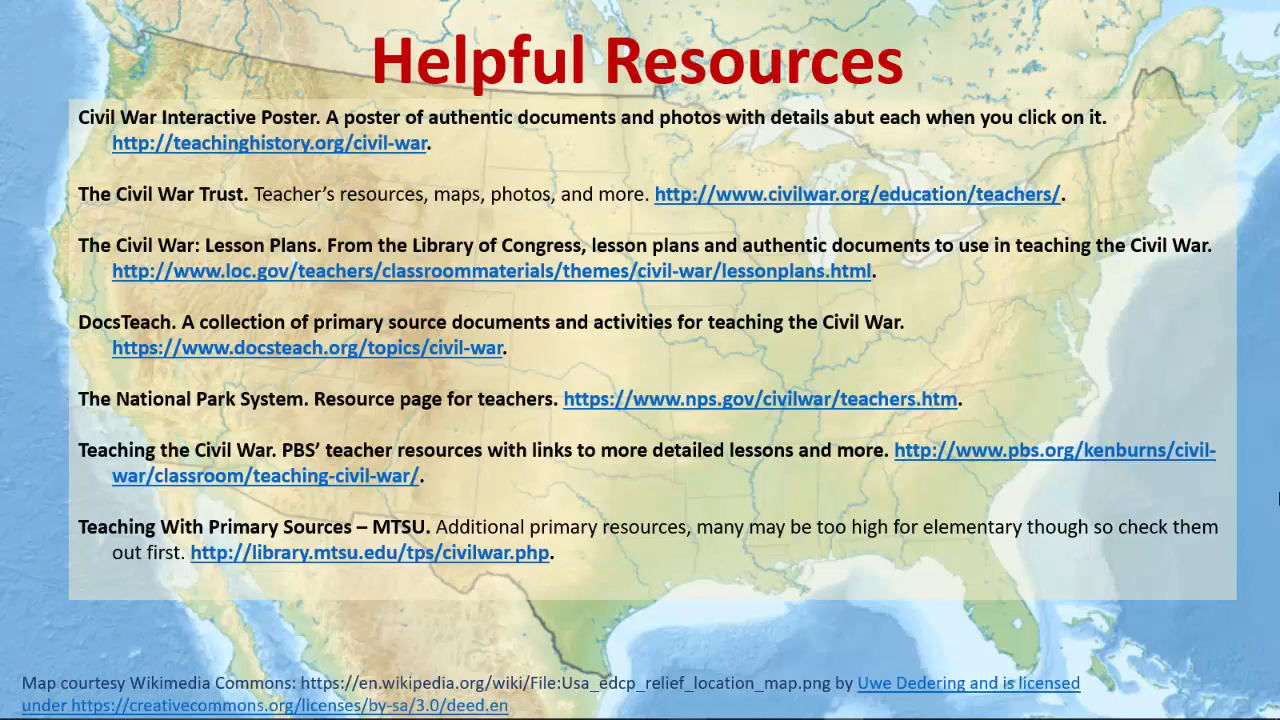 Helpful Resources
Civil War Interactive Poster. A poster of authentic documents and photos with details abut each when you click on it.
http://teachinghistory.org/civil-war.
The Civil War Trust. Teacher’s resources, maps, photos, and more. http://www.civilwar.org/education/teachers/.
The Civil War: Lesson Plans. From the Library of Congress, lesson plans and authentic documents to use in teaching the Civil War.
http://www.loc.gov/teachers/classroommaterials/themes/civil-war/lessonplans.html.
DocsTeach. A collection of primary source documents and activities for teaching the Civil War.
https://www.docsteach.org/topics/civil-war.
The National Park System. Resource page for teachers. https://www.nps.gov/civilwar/teachers.htm.
Teaching the Civil War. PBS’ teacher resources with links to more detailed lessons and more. http://www.pbs.org/kenburns/civil-
war/classroom/teaching-civil-war/.
Teaching With Primary Sources – MTSU. Additional primary resources, many may be too high for elementary though so check them
out first. http://library.mtsu.edu/tps/civilwar.php.
Map courtesy Wikimedia Commons: https://en.wikipedia.org/wiki/File:Usa_edcp_relief_location_map.png by Uwe Dedering and is licensed
under https://creativecommons.org/licenses/by-sa/3.0/deed.en